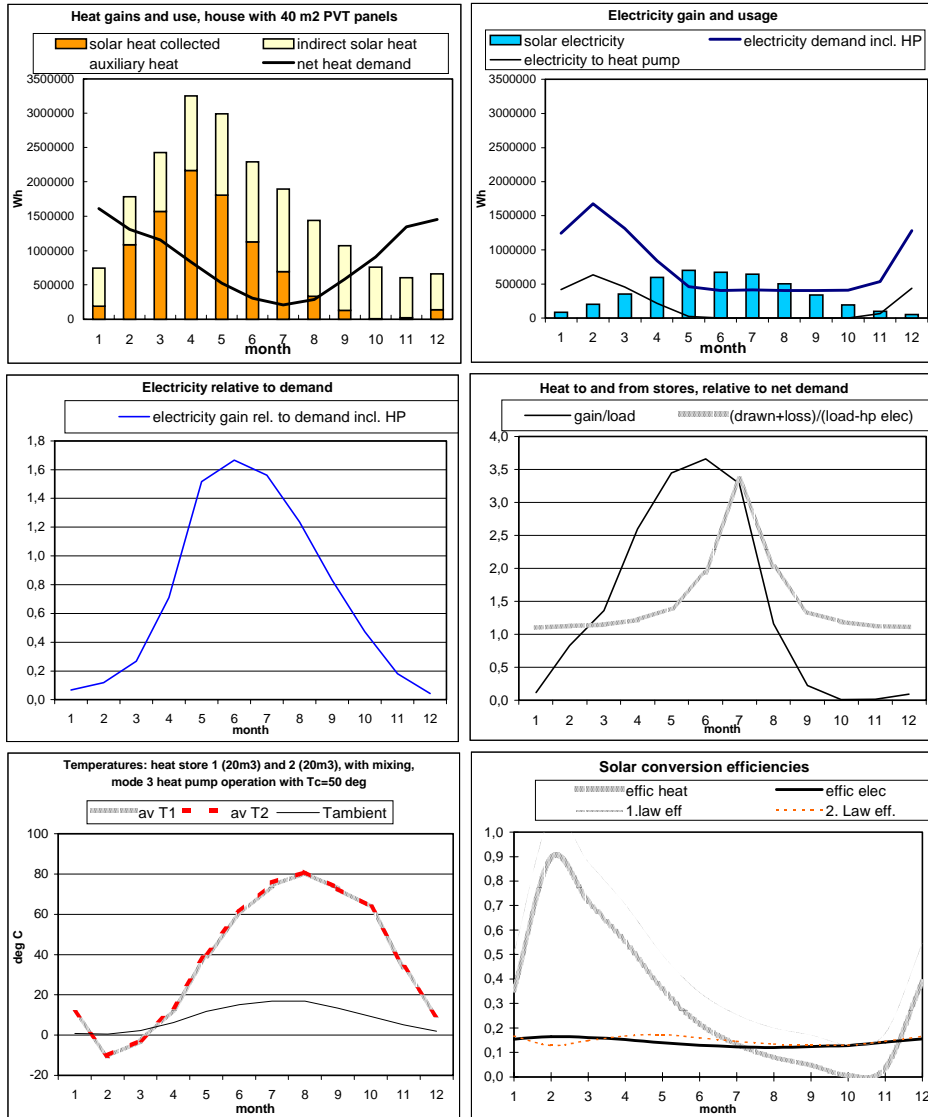 Heat gains and use, house with 40 m2 PVT panels
solar heat collected
indirect solar heat
auxiliary heat
net heat demand
3500000
3000000
2500000
2000000
1500000
1000000
500000
0
Wh
1 2 3 4 5 6 7 8 9 10 11 12
month
Electricity gain and usage
solar electricity
electricity demand incl. HP
electricity to heat pump
3500000
3000000
2500000
2000000
1500000
1000000
500000
0
Wh
1 2 3 4 5 6 7 8 9 10 11 12
month
Electricity relative to demand
electricity gain rel. to demand incl. HP
1,8
1,6
1,4
1,2
1,0
0,8
0,6
0,4
0,2
0,0
1 2 3 4 5 6 7 8 9 10 11 12
month
Heat to and from stores, relative to net demand
gain/load
(drawn+loss)/(load-hp elec)
4,0
3,5
3,0
2,5
2,0
1,5
1,0
0,5
0,0
1 2 3 4 5 6 7 8 9 10 11 12
month
Temperatures: heat store 1 (20m3) and 2 (20m3), with mixing,
mode 3 heat pump operation with Tc=50 deg
av T1
av T2
Tambient
100
80
60
40
20
0
-20
deg C
1 2 3 4 5 6 7 8 9 10 11 12
month
Solar conversion efficiencies
effic heat
effic elec
1.law eff
2. Law eff.
1,0
0,9
0,8
0,7
0,6
0,5
0,4
0,3
0,2
0,1
0,0
1 2 3 4 5 6 7 8 9 10 11 12
month